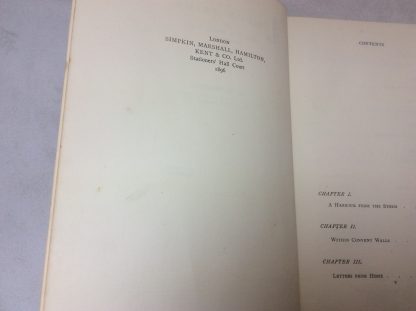 London
SIMPKIN, MARSHALL, HAMILTON,
KENT & CO. Ltd.
Stationers' Hall Court
1896
CONTENTS
CHAPTER I.
A Harbour from the Storm
CHAPTER II.
Within Convent Walls . .
CHAPTER III.
Letters from Home . . .